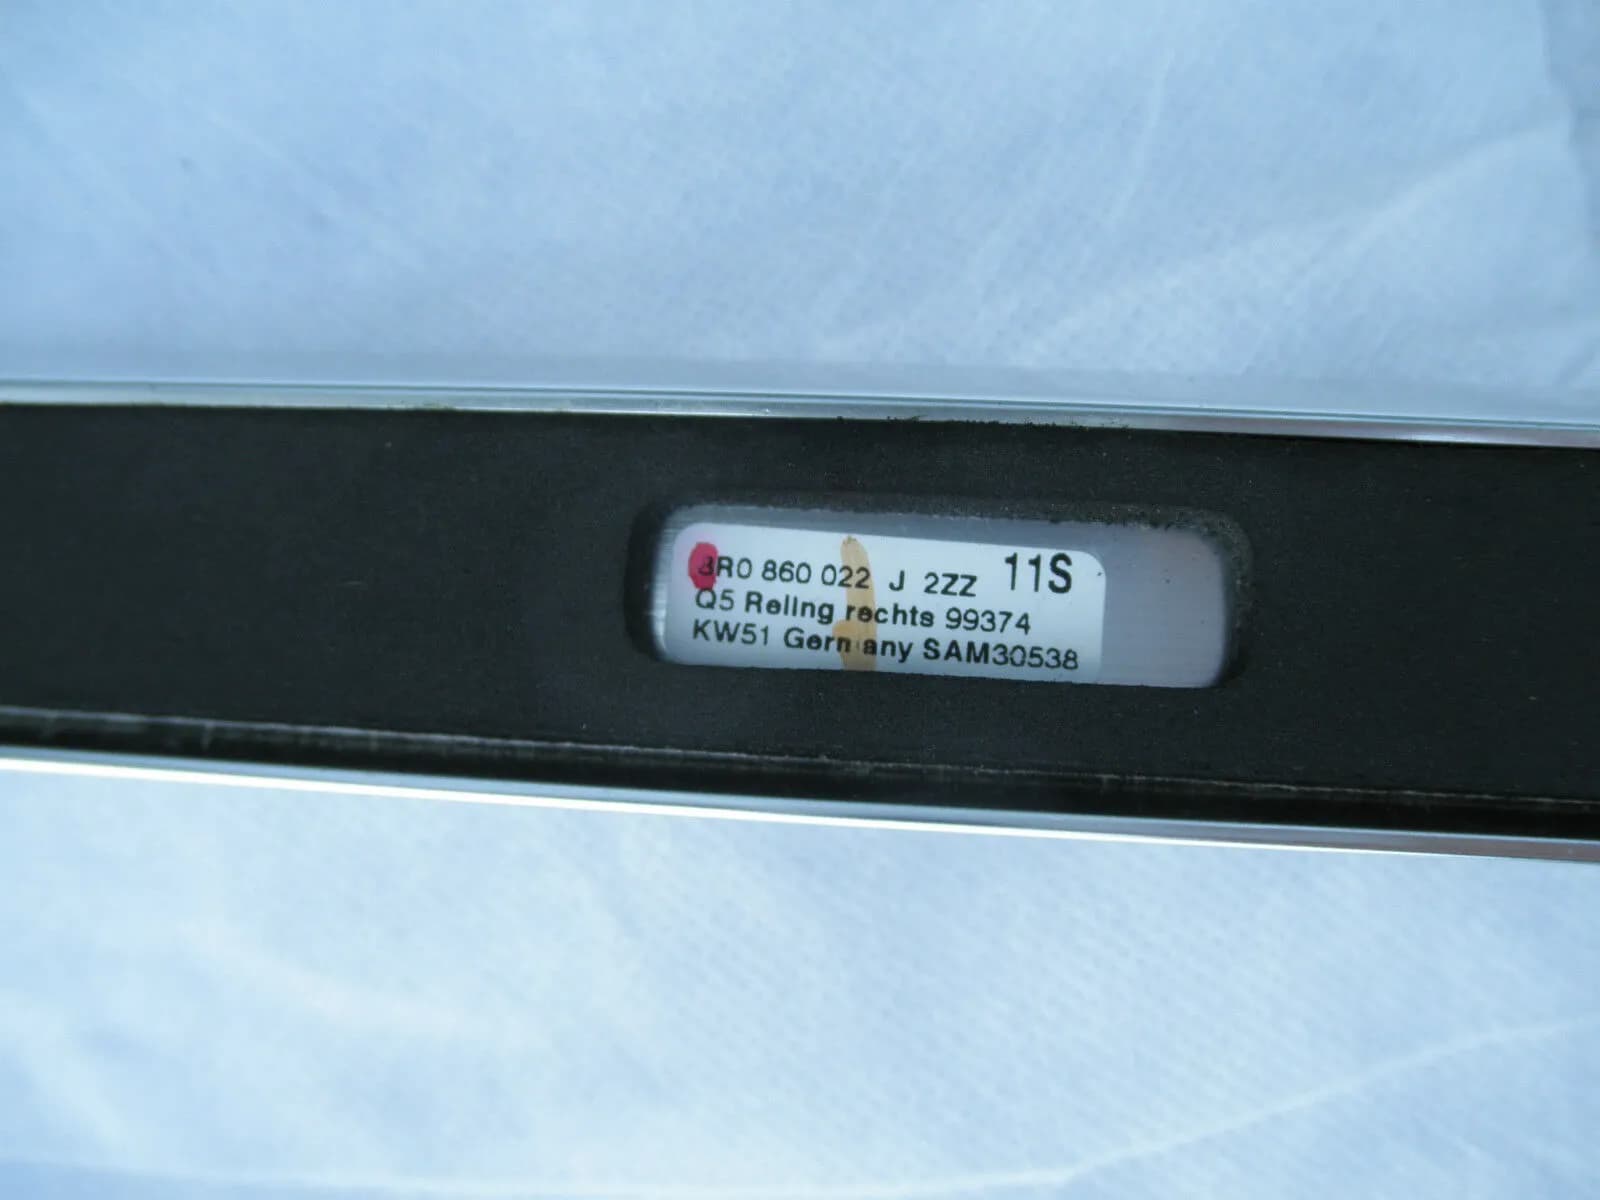 8R0 860 022 J 2ZZ 11S
Q5 Reling rechts 99374
KW51 Germany SAM30538